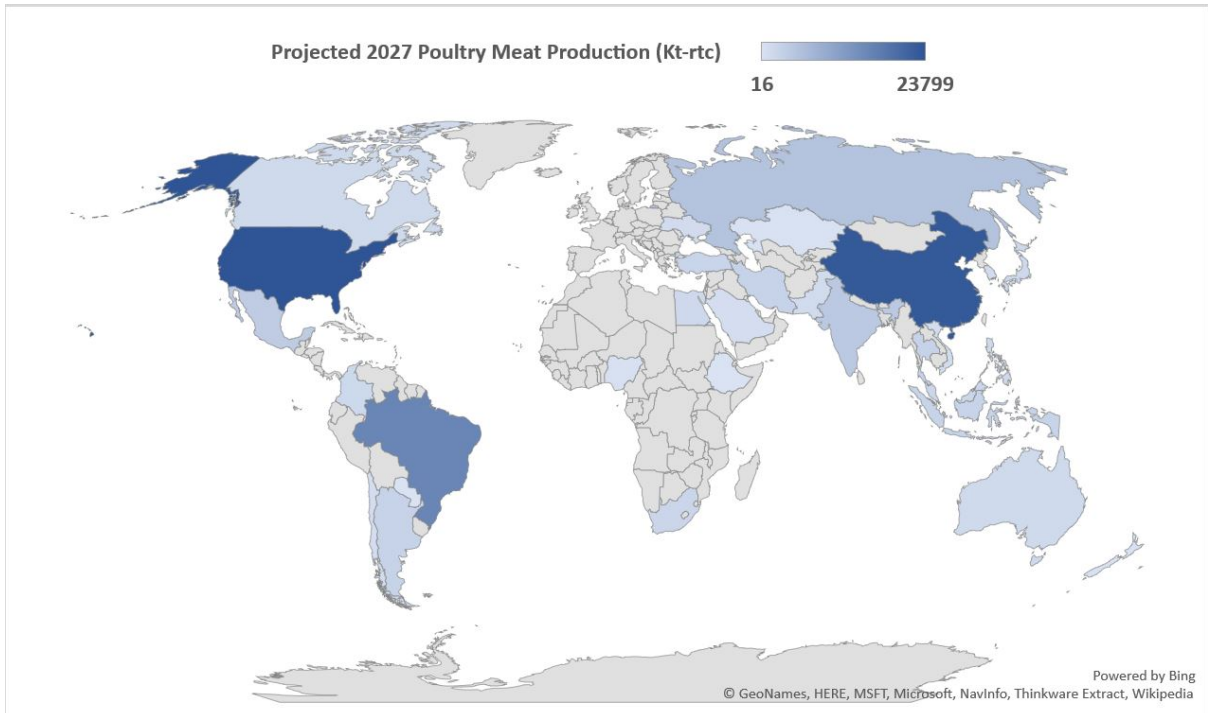 Projected 2027 Poultry Meat Production (Kt-rtc)
16 23799
Powered by Bing
© GeoNames, HERE, MSFT, Microsoft, NavInfo, Thinkware Extract, Wikipedia